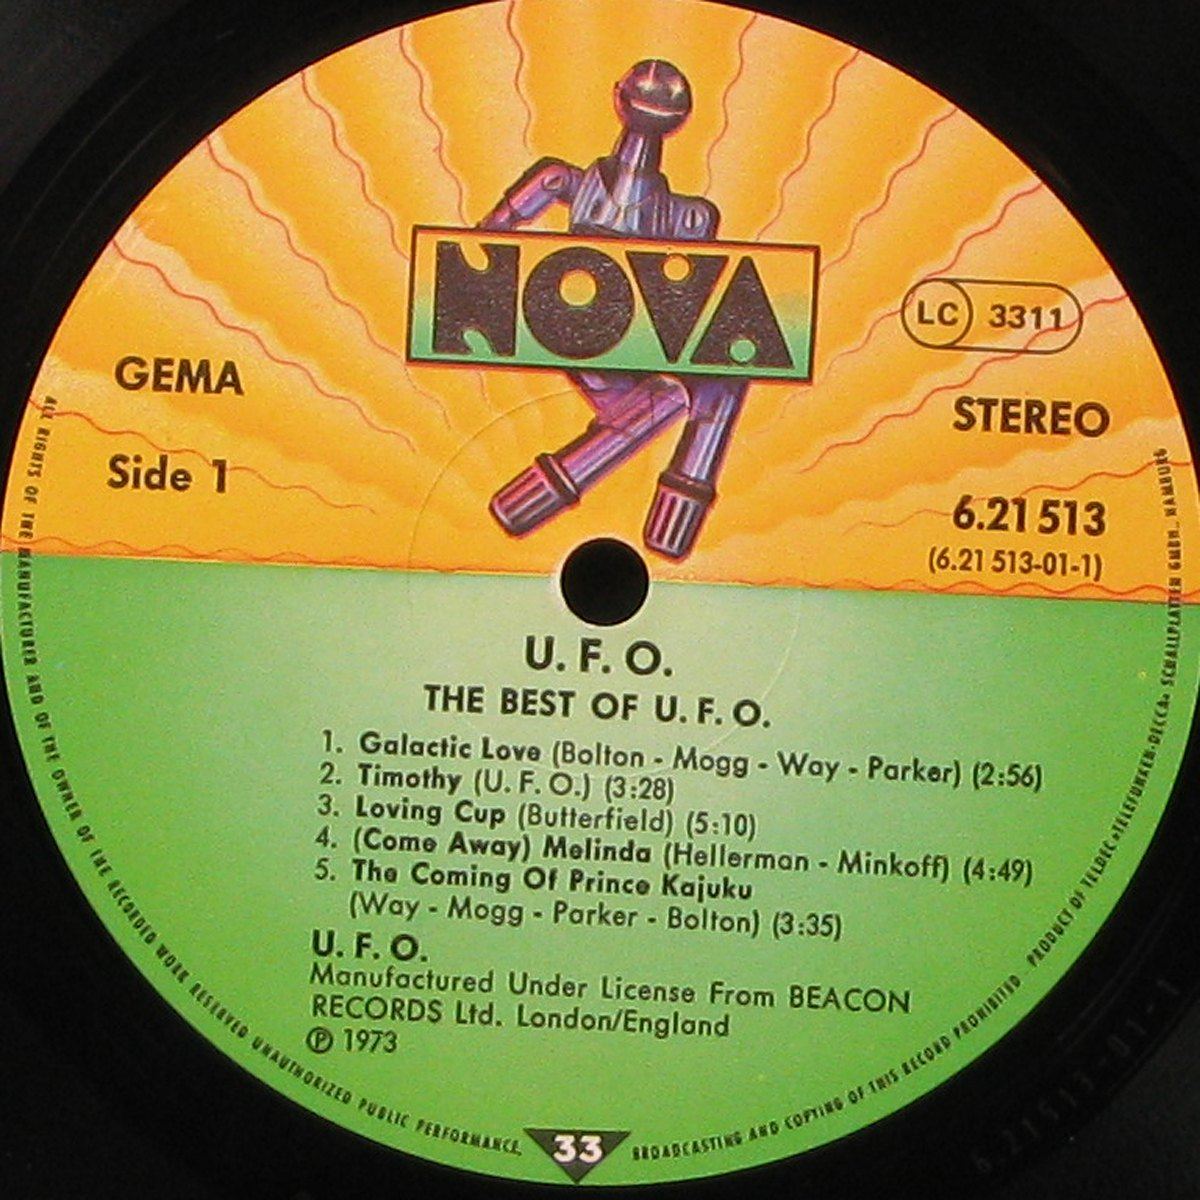 NOVA
LC 3311
GEMA
STEREO
Side 1
6.21 513
(6.21 513-01-1)
U. F. O.
THE BEST OF U. F. O.
1. Galactic Love (Bolton - Mogg - Way - Parker) (2:56)
2. Timothy (U. F. O.) (3:28)
3. Loving Cup (Butterfield) (5:10)
4. (Come Away) Melinda (Hellerman - Minkoff) (4:49)
5. The Coming Of Prince Kajuku
(Way - Mogg - Parker - Bolton) (3:35)
U. F. O.
Manufactured Under License From BEACON
RECORDS Ltd. London/England
℗ 1973
ALL RIGHTS OF THE MANUFACTURER AND OF THE OWNER OF THE RECORDED WORK RESERVED UNAUTHORIZED PUBLIC PERFORMANCE,
33
BROADCASTING AND COPYING OF THIS RECORD PROHIBITED · PRODUCT OF TELDEC »TELEFUNKEN-DECCA« SCHALLPLATTEN GMBH., HAMBURG
6.21513-01-1